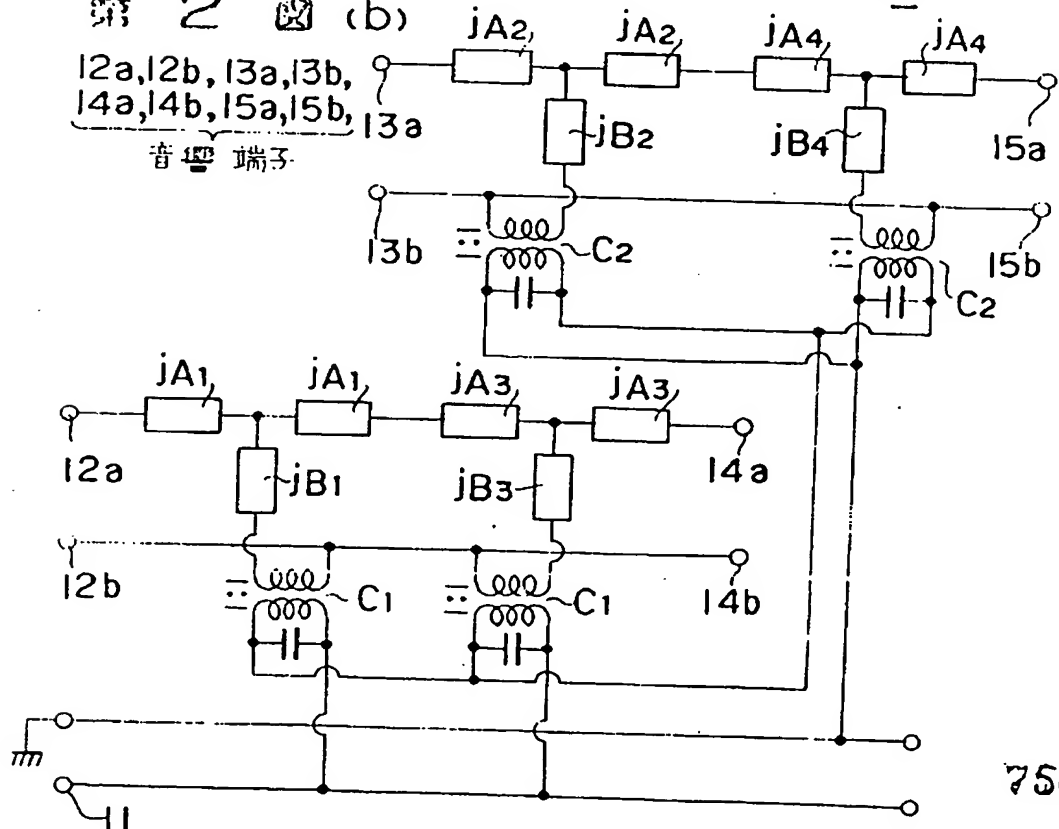 第 2 図 (b)
12a,12b,13a,13b,
14a,14b,15a,15b,
音響端子
jA2 jA2 jA4 jA4
13a
jB2 jB4
15a
13b
C2
15b
C2
jA1 jA1 jA3 jA3
12a
jB1 jB3
14a
12b
C1 C1
14b
11
75